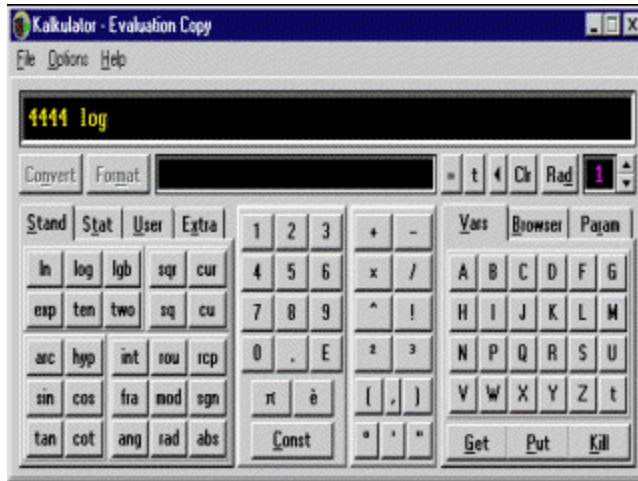 Kalkulator - Evaluation Copy
File Options Help
4444 log
Convert Format = t Clr Rad 1
Stand Stat User Extra 1 2 3 + - Vars Browser Param
ln log lgb sqr cur 4 5 6 x / A B C D F G
exp ten two sq cu 7 8 9 ^ ! H I J K L M
arc hyp int rou rcp 0 . E ² ³ N P Q R S U
sin cos fra mod sgn π è ( , ) V W X Y Z t
tan cot ang rad abs Const ° ' " Get Put Kill